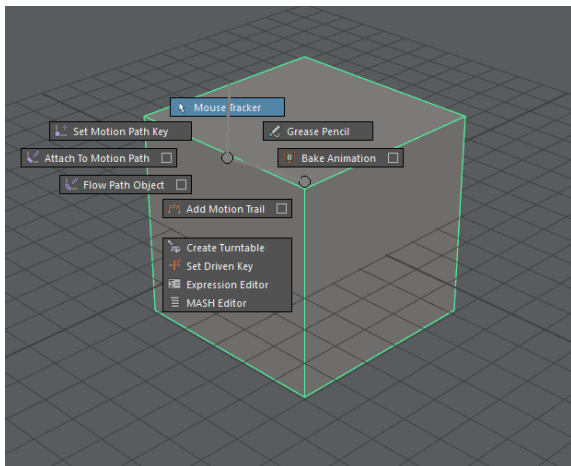 Mouse Tracker
Set Motion Path Key
Grease Pencil
Attach To Motion Path
Bake Animation
Flow Path Object
Add Motion Trail
Create Turntable
Set Driven Key
Expression Editor
MASH Editor